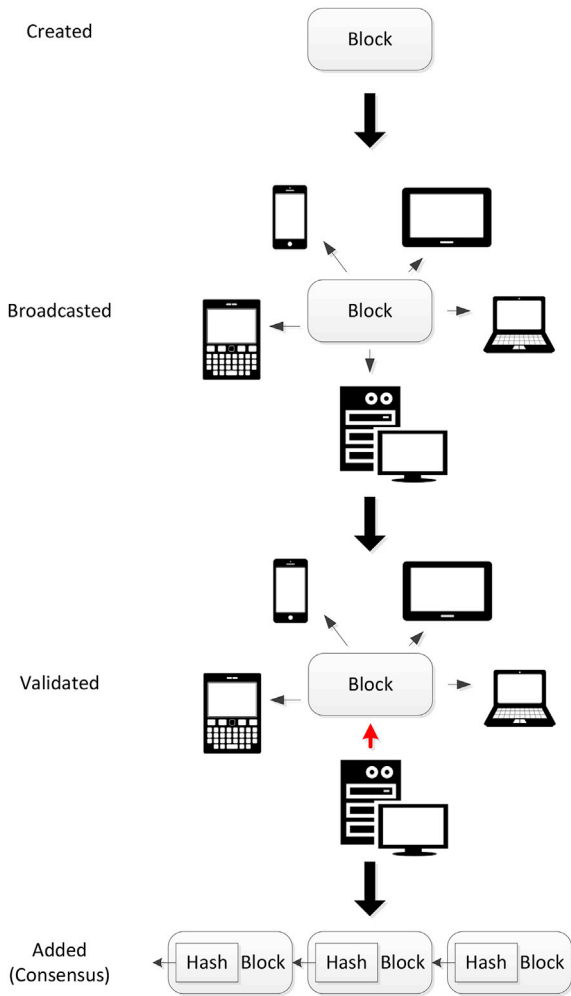 Created
Block
Broadcasted
Block
Validated
Block
Added
(Consensus)
Hash Block
Hash Block
Hash Block